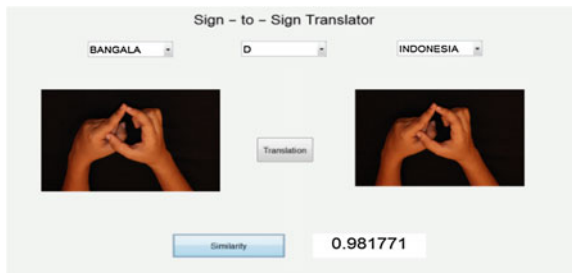 Sign – to – Sign Translator
BANGALA D INDONESIA
Translation
Similarity 0.981771